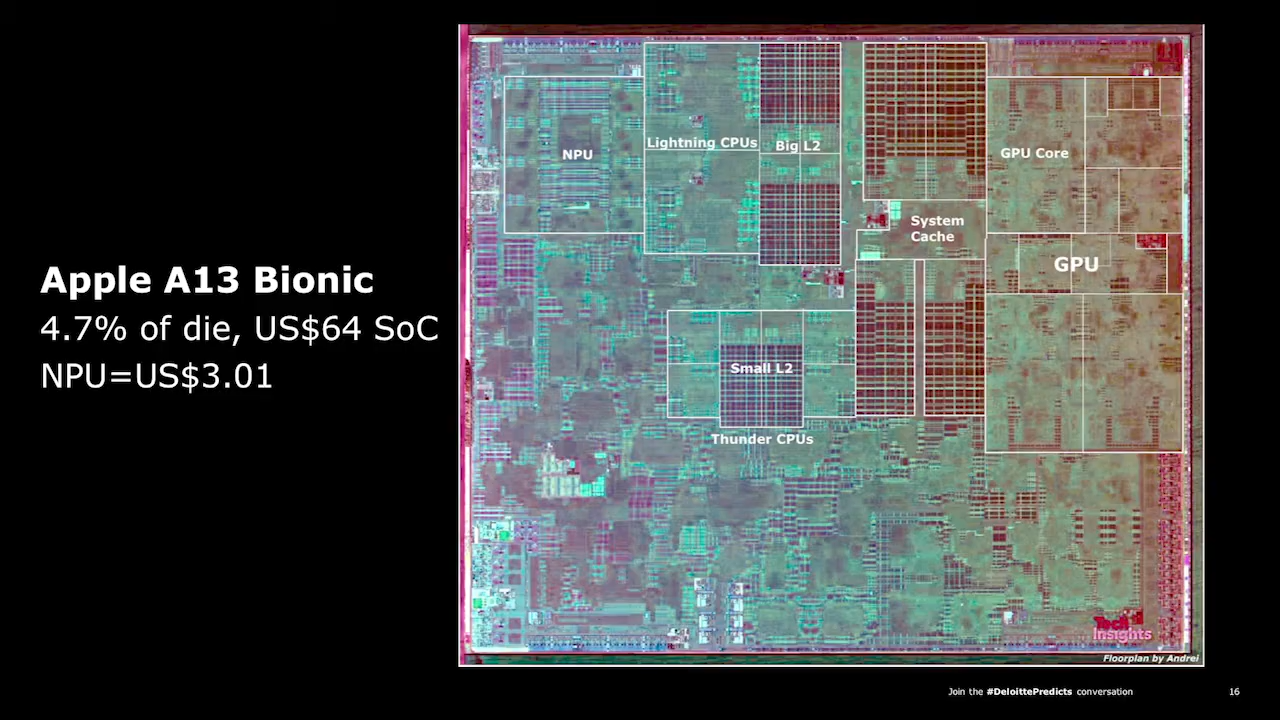 Apple A13 Bionic
4.7% of die, US$64 SoC
NPU=US$3.01
NPU
Lightning CPUs
Big L2
GPU Core
System
Cache
GPU
Small L2
Thunder CPUs
Tech
Insights
Floorplan by Andrei
Join the #DeloittePredicts conversation
16